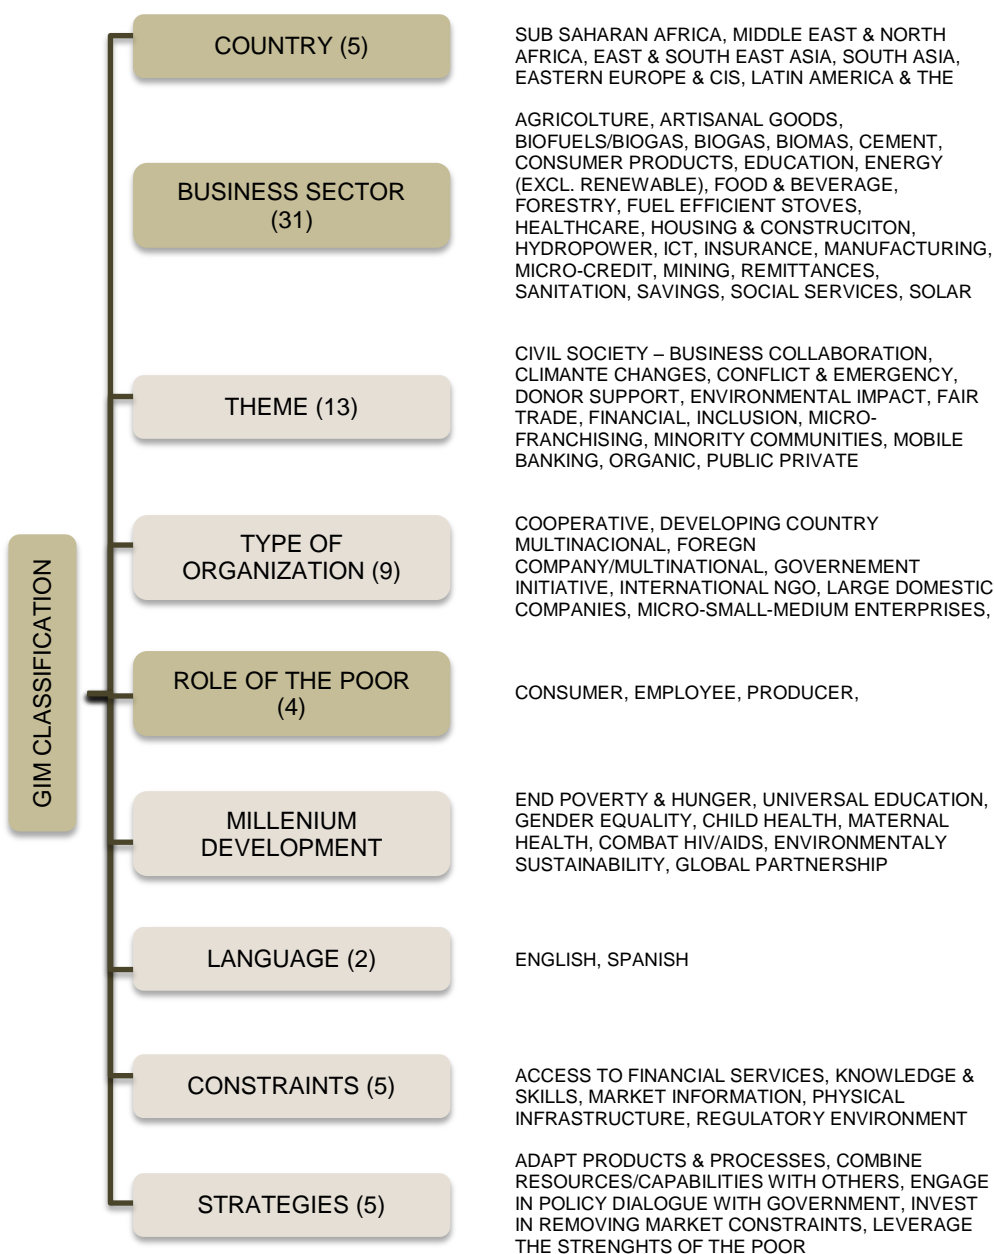 GIM CLASSIFICATION
COUNTRY (5)
SUB SAHARAN AFRICA, MIDDLE EAST & NORTH
AFRICA, EAST & SOUTH EAST ASIA, SOUTH ASIA,
EASTERN EUROPE & CIS, LATIN AMERICA & THE
BUSINESS SECTOR
(31)
AGRICOLTURE, ARTISANAL GOODS,
BIOFUELS/BIOGAS, BIOGAS, BIOMAS, CEMENT,
CONSUMER PRODUCTS, EDUCATION, ENERGY
(EXCL. RENEWABLE), FOOD & BEVERAGE,
FORESTRY, FUEL EFFICIENT STOVES,
HEALTHCARE, HOUSING & CONSTRUCITON,
HYDROPOWER, ICT, INSURANCE, MANUFACTURING,
MICRO-CREDIT, MINING, REMITTANCES,
SANITATION, SAVINGS, SOCIAL SERVICES, SOLAR
THEME (13)
CIVIL SOCIETY – BUSINESS COLLABORATION,
CLIMANTE CHANGES, CONFLICT & EMERGENCY,
DONOR SUPPORT, ENVIRONMENTAL IMPACT, FAIR
TRADE, FINANCIAL, INCLUSION, MICRO-
FRANCHISING, MINORITY COMMUNITIES, MOBILE
BANKING, ORGANIC, PUBLIC PRIVATE
TYPE OF
ORGANIZATION (9)
COOPERATIVE, DEVELOPING COUNTRY
MULTINACIONAL, FOREGN
COMPANY/MULTINATIONAL, GOVERNEMENT
INITIATIVE, INTERNATIONAL NGO, LARGE DOMESTIC
COMPANIES, MICRO-SMALL-MEDIUM ENTERPRISES,
ROLE OF THE POOR
(4)
CONSUMER, EMPLOYEE, PRODUCER,
MILLENIUM
DEVELOPMENT
END POVERTY & HUNGER, UNIVERSAL EDUCATION,
GENDER EQUALITY, CHILD HEALTH, MATERNAL
HEALTH, COMBAT HIV/AIDS, ENVIRONMENTALY
SUSTAINABILITY, GLOBAL PARTNERSHIP
LANGUAGE (2)
ENGLISH, SPANISH
CONSTRAINTS (5)
ACCESS TO FINANCIAL SERVICES, KNOWLEDGE &
SKILLS, MARKET INFORMATION, PHYSICAL
INFRASTRUCTURE, REGULATORY ENVIRONMENT
STRATEGIES (5)
ADAPT PRODUCTS & PROCESSES, COMBINE
RESOURCES/CAPABILITIES WITH OTHERS, ENGAGE
IN POLICY DIALOGUE WITH GOVERNMENT, INVEST
IN REMOVING MARKET CONSTRAINTS, LEVERAGE
THE STRENGHTS OF THE POOR